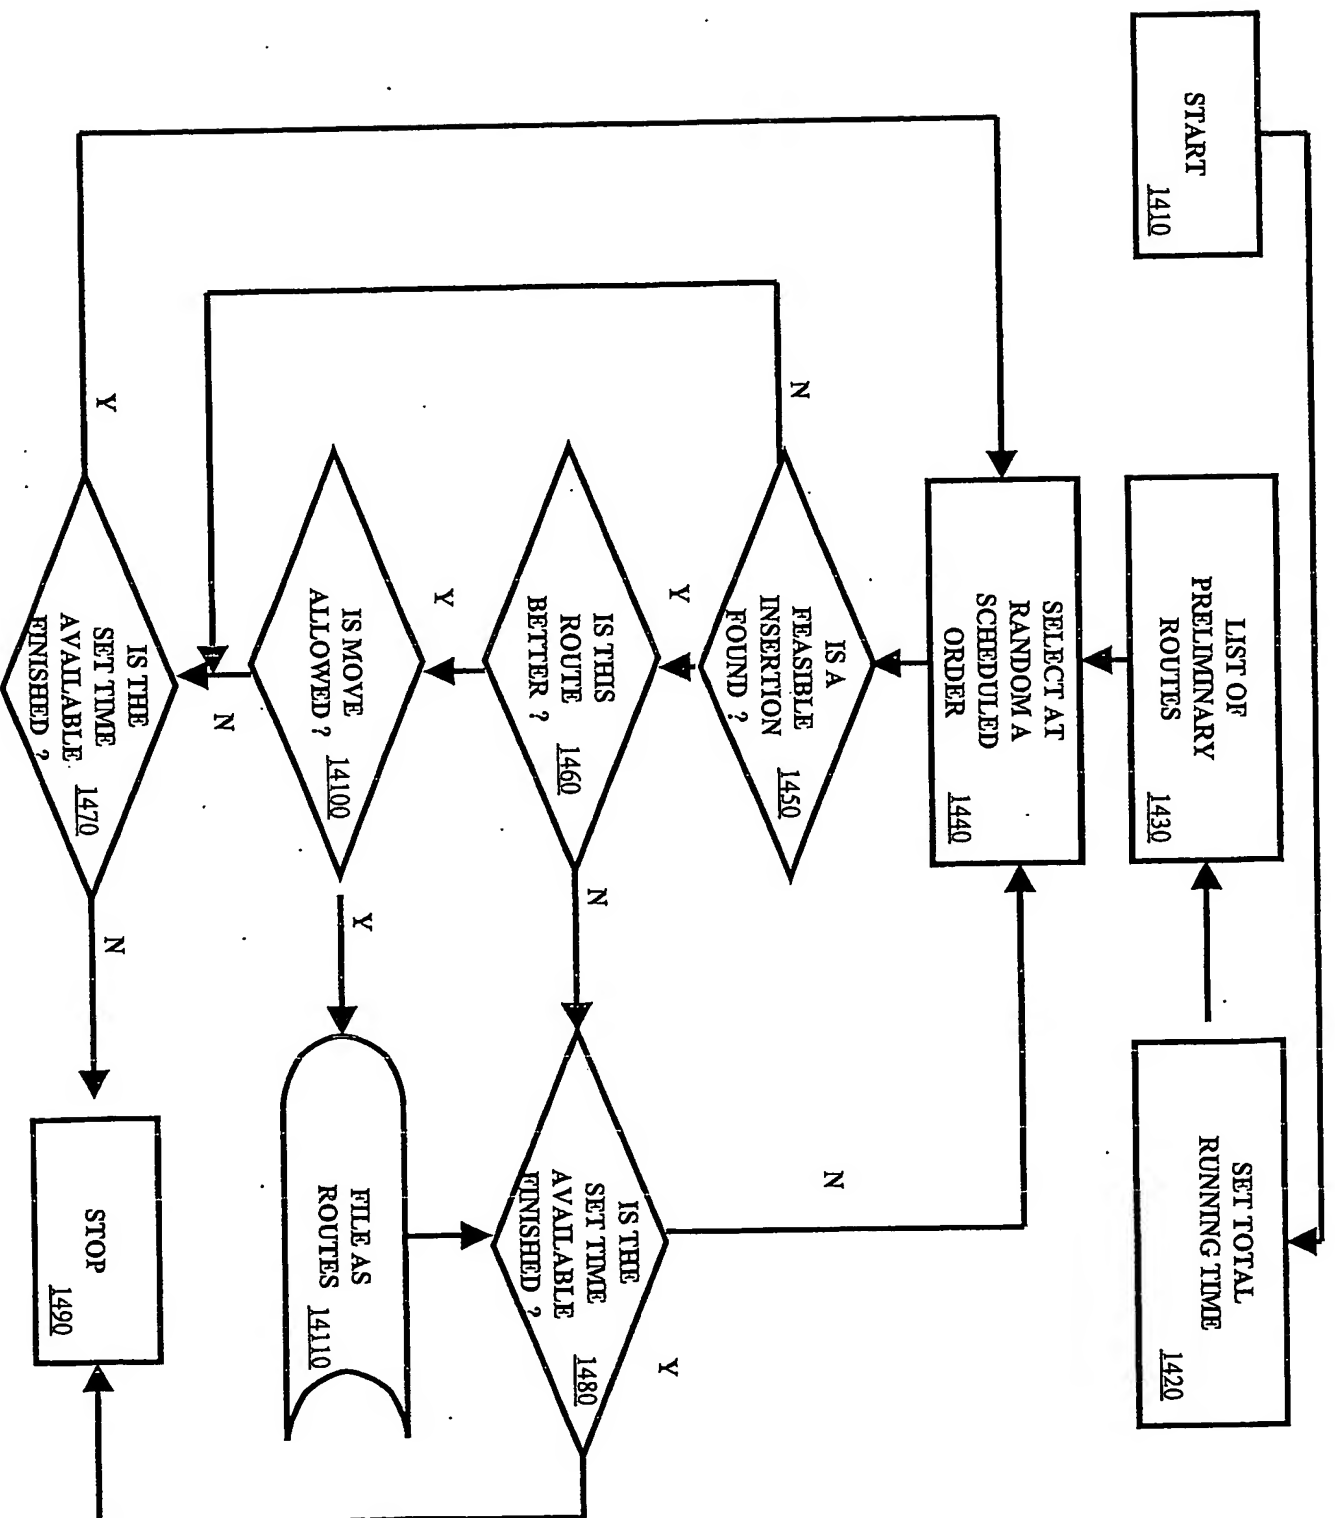 START
1410
SET TOTAL
RUNNING TIME
1420
LIST OF
PRELIMINARY
ROUTES
1430
SELECT AT
RANDOM A
SCHEDULED
ORDER
1440
N
IS A
FEASIBLE
INSERTION
FOUND ?
1450
N
Y
IS THIS
ROUTE
BETTER ?
1460
N
IS THE
SET TIME
AVAILABLE
FINISHED ?
1480
Y
Y
IS MOVE
ALLOWED ?
14100
Y
FILE AS
ROUTES
14110
N
Y
IS THE
SET TIME
AVAILABLE
FINISHED ?
1470
N
STOP
1490